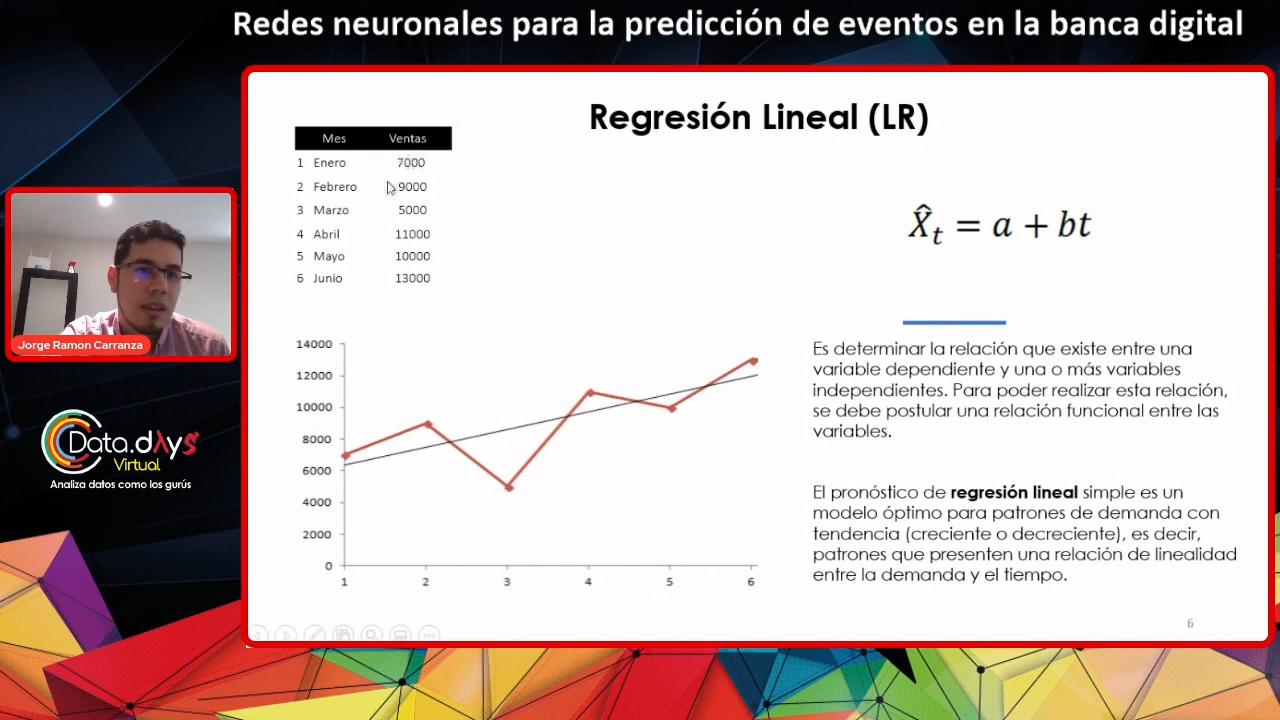 Redes neuronales para la predicción de eventos en la banca digital
Regresión Lineal (LR)
Mes Ventas
1 Enero 7000
2 Febrero 9000
3 Marzo 5000
4 Abril 11000
5 Mayo 10000
6 Junio 13000
X̂t = a + bt
Jorge Ramon Carranza
Data.dAys
Virtual
Analiza datos como los gurús
14000
12000
10000
8000
6000
4000
2000
0
1 2 3 4 5 6
Es determinar la relación que existe entre una
variable dependiente y una o más variables
independientes. Para poder realizar esta relación,
se debe postular una relación funcional entre las
variables.
El pronóstico de regresión lineal simple es un
modelo óptimo para patrones de demanda con
tendencia (creciente o decreciente), es decir,
patrones que presenten una relación de linealidad
entre la demanda y el tiempo.
6